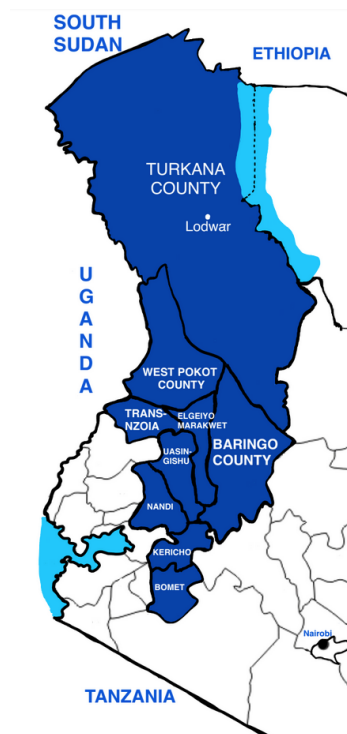 SOUTH
SUDAN
ETHIOPIA
TURKANA
COUNTY
Lodwar
UGANDA
WEST POKOT
COUNTY
TRANS-
NZOIA
ELGEIYO
MARAKWET
BARINGO
COUNTY
UASIN-
GISHU
NANDI
KERICHO
BOMET
Nairobi
TANZANIA